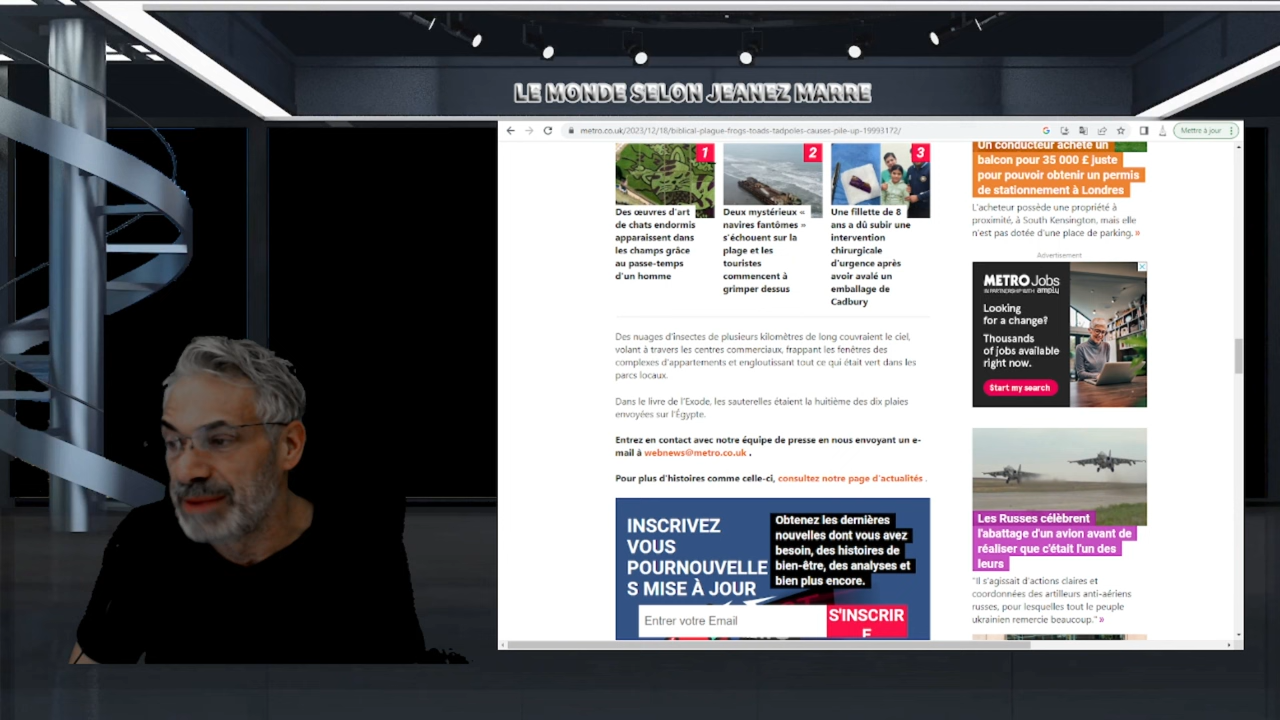 LE MONDE SELON JEANEZ MARRE
metro.co.uk/2023/12/18/biblical-plague-frogs-toads-tadpoles-causes-pile-up-19993172/
Mettre à jour
1
Des œuvres d'art
de chats endormis
apparaissent dans
les champs grâce
au passe-temps
d'un homme
2
Deux mystérieux «
navires fantômes »
s'échouent sur la
plage et les
touristes
commencent à
grimper dessus
3
Une fillette de 8
ans a dû subir une
intervention
chirurgicale
d'urgence après
avoir avalé un
emballage de
Cadbury
Des nuages d'insectes de plusieurs kilomètres de long couvraient le ciel,
volant à travers les centres commerciaux, frappant les fenêtres des
complexes d'appartements et engloutissant tout ce qui était vert dans les
parcs locaux.
Dans le livre de l'Exode, les sauterelles étaient la huitième des dix plaies
envoyées sur l'Égypte.
Entrez en contact avec notre équipe de presse en nous envoyant un e-
mail à webnews@metro.co.uk .
Pour plus d'histoires comme celle-ci, consultez notre page d'actualités .
INSCRIVEZ
VOUS
POURNOUVELLE
S MISE À JOUR
Obtenez les dernières
nouvelles dont vous avez
besoin, des histoires de
bien-être, des analyses et
bien plus encore.
Entrer votre Email
S'INSCRIR
E
Un conducteur achète un
balcon pour 35 000 £ juste
pour pouvoir obtenir un permis
de stationnement à Londres
L'acheteur possède une propriété à
proximité, à South Kensington, mais elle
n'est pas dotée d'une place de parking. »
Advertisement
METRO Jobs
IN PARTNERSHIP WITH amply
Looking
for a change?
Thousands
of jobs available
right now.
Start my search
Les Russes célèbrent
l'abattage d'un avion avant de
réaliser que c'était l'un des
leurs
"Il s'agissait d'actions claires et
coordonnées des artilleurs anti-aériens
russes, pour lesquelles tout le peuple
ukrainien remercie beaucoup." »